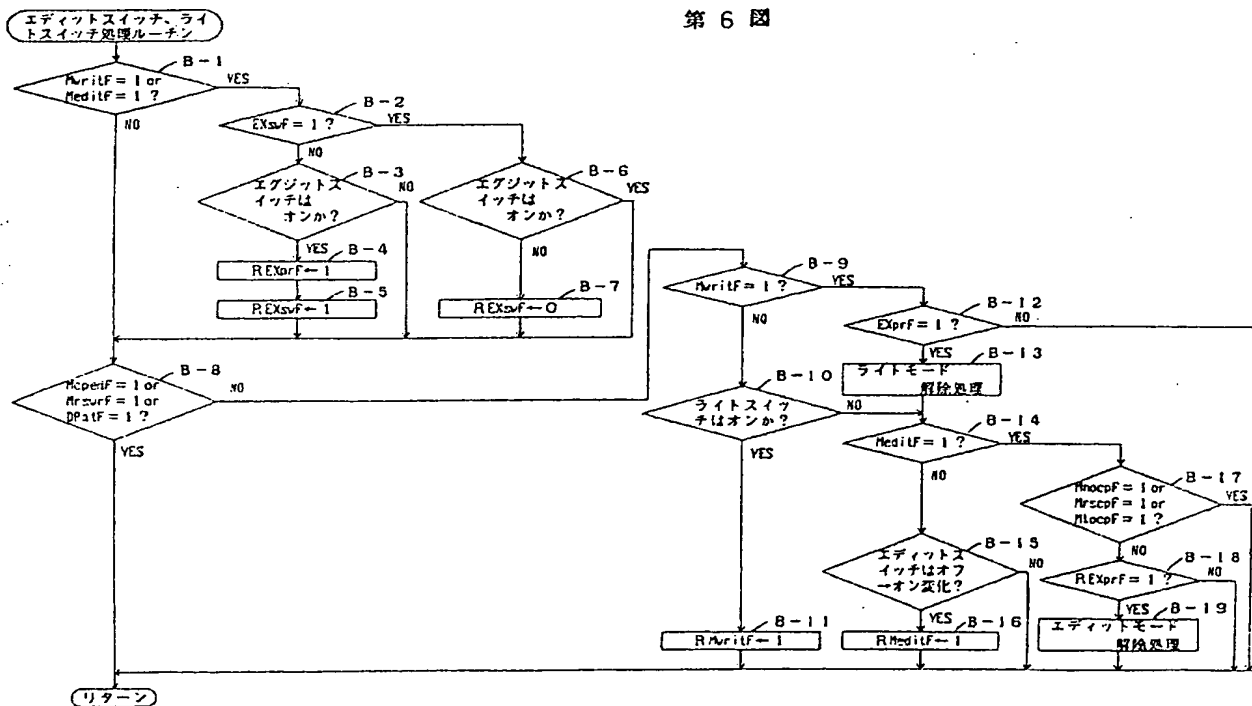 第 6 図
エディットスイッチ、ライ
トスイッチ処理ルーチン
B-1
MwritF = 1 or
MeditF = 1 ?
YES
NO
B-2
EXswF = 1 ?
YES
NO
B-3
エグジットス
イッチは
オンか?
NO
YES
B-4
REXprF ← 1
B-5
REXswF ← 1
B-6
エグジットス
イッチは
オンか?
YES
NO
B-7
REXswF ← 0
B-8
McpedF = 1 or
MrswrF = 1 or
DPatF = 1 ?
NO
YES
B-9
MwritF = 1 ?
YES
NO
B-10
ライトスイッ
チはオンか?
NO
YES
B-11
RMwritF ← 1
B-12
EXprF = 1 ?
NO
YES
B-13
ライトモード
解除処理
B-14
MeditF = 1 ?
YES
NO
B-15
エディットス
イッチはオフ
→オン変化?
NO
YES
B-16
RMeditF ← 1
B-17
MnocpF = 1 or
MrscpF = 1 or
MlocpF = 1 ?
YES
NO
B-18
REXprF = 1 ?
NO
YES
B-19
エディットモード
解除処理
リターン